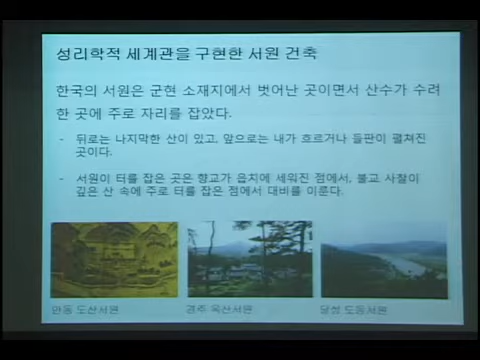 성리학적 세계관을 구현한 서원 건축
한국의 서원은 군현 소재지에서 벗어난 곳이면서 산수가 수려
한 곳에 주로 자리를 잡았다.
- 뒤로는 나지막한 산이 있고, 앞으로는 내가 흐르거나 들판이 펼쳐진
곳이다.
- 서원이 터를 잡은 곳은 향교가 읍치에 세워진 점에서, 불교 사찰이
깊은 산 속에 주로 터를 잡은 점에서 대비를 이룬다.
안동 도산서원
경주 옥산서원
달성 도동서원